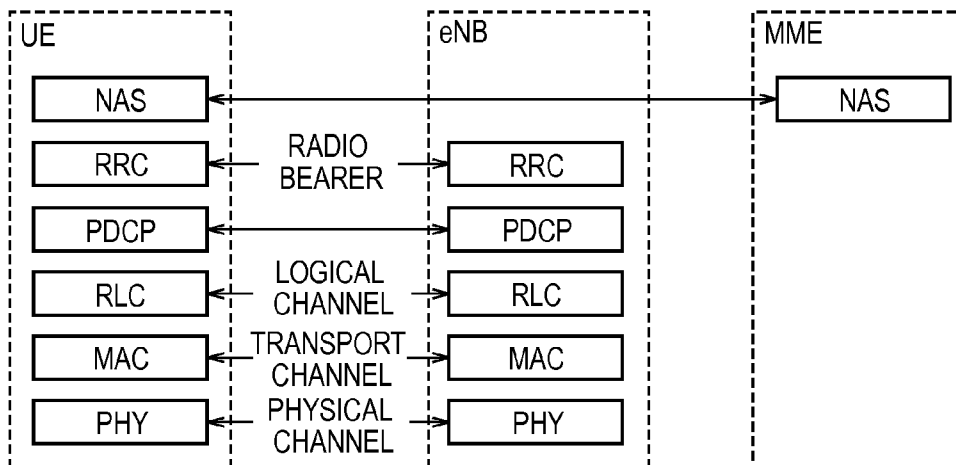 UE eNB MME
NAS NAS
RRC RADIO BEARER RRC
PDCP PDCP
RLC LOGICAL CHANNEL RLC
MAC TRANSPORT CHANNEL MAC
PHY PHYSICAL CHANNEL PHY